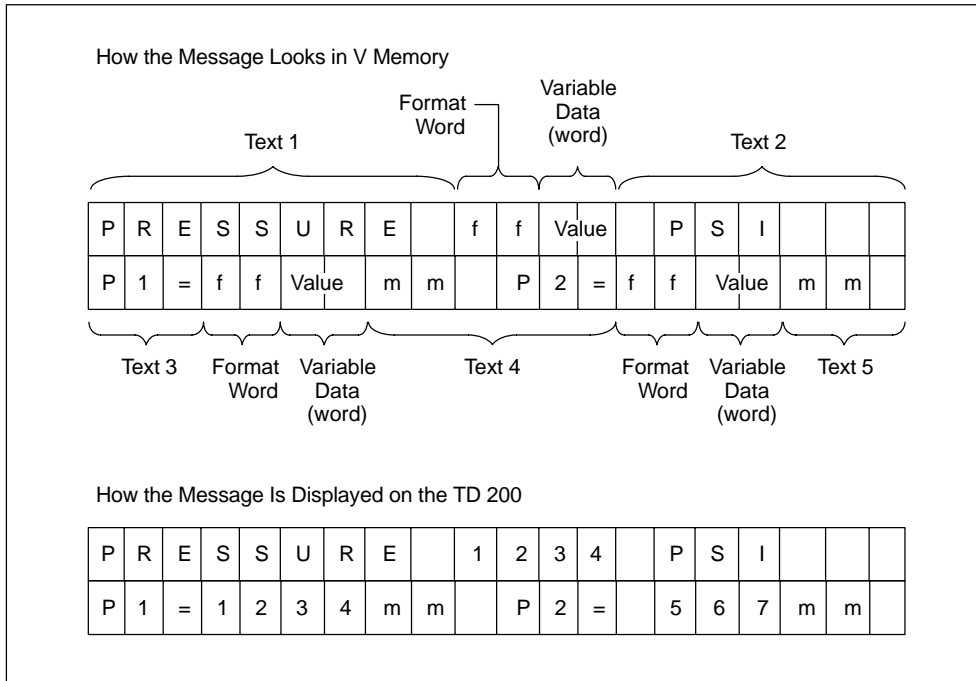 How the Message Looks in V Memory
Text 1
Format
Word
Variable
Data
(word)
Text 2
P R E S S U R E f f Value P S I
P 1 = f f Value m m P 2 = f f Value m m
Text 3
Format
Word
Variable
Data
(word)
Text 4
Format
Word
Variable
Data
(word)
Text 5
How the Message Is Displayed on the TD 200
P R E S S U R E 1 2 3 4 P S I
P 1 = 1 2 3 4 m m P 2 = 5 6 7 m m